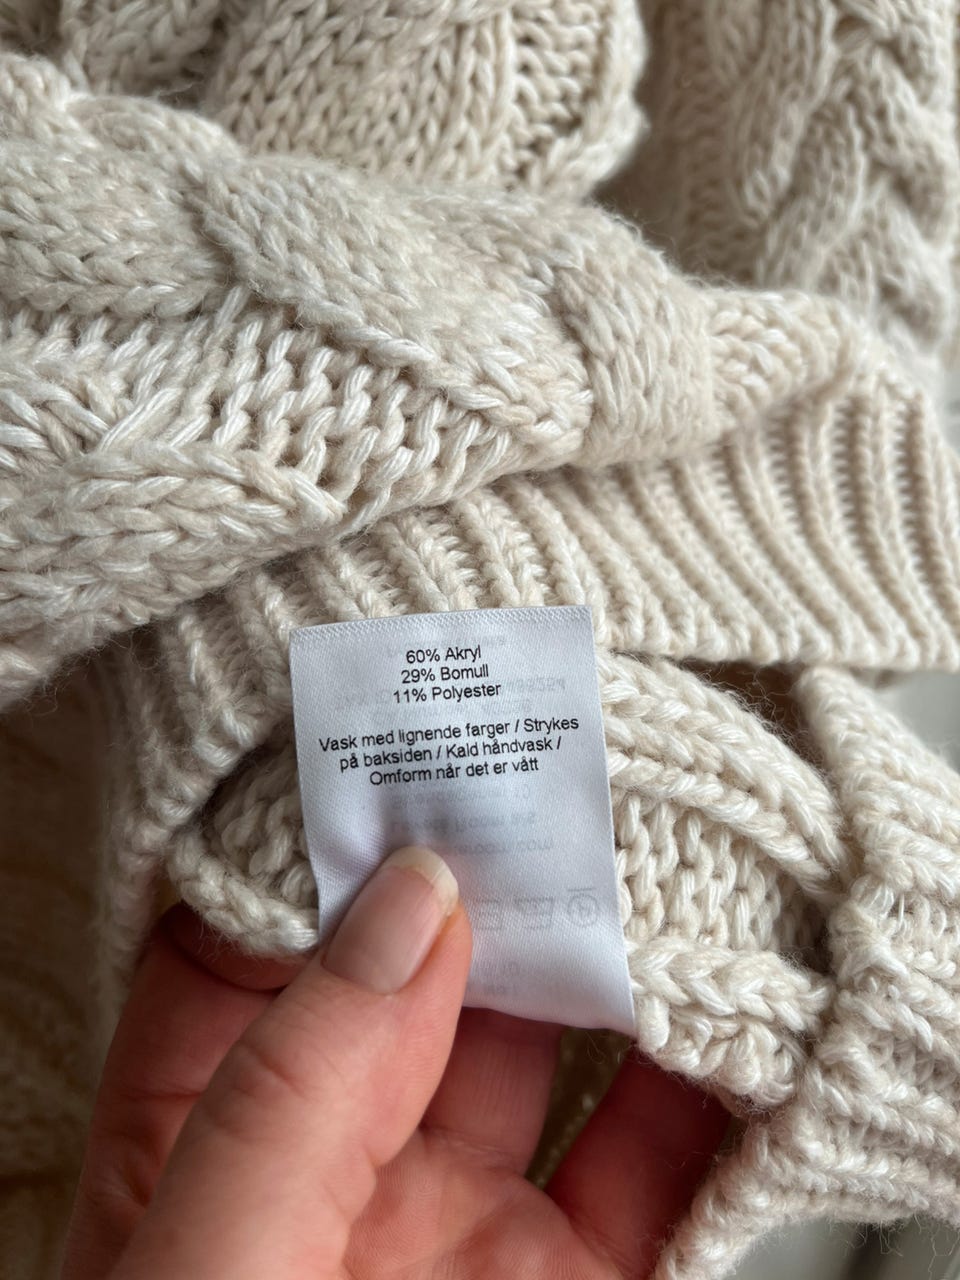 60% Akryl
29% Bomull
11% Polyester
Vask med lignende farger / Strykes
på baksiden / Kald håndvask /
Omform når det er vått